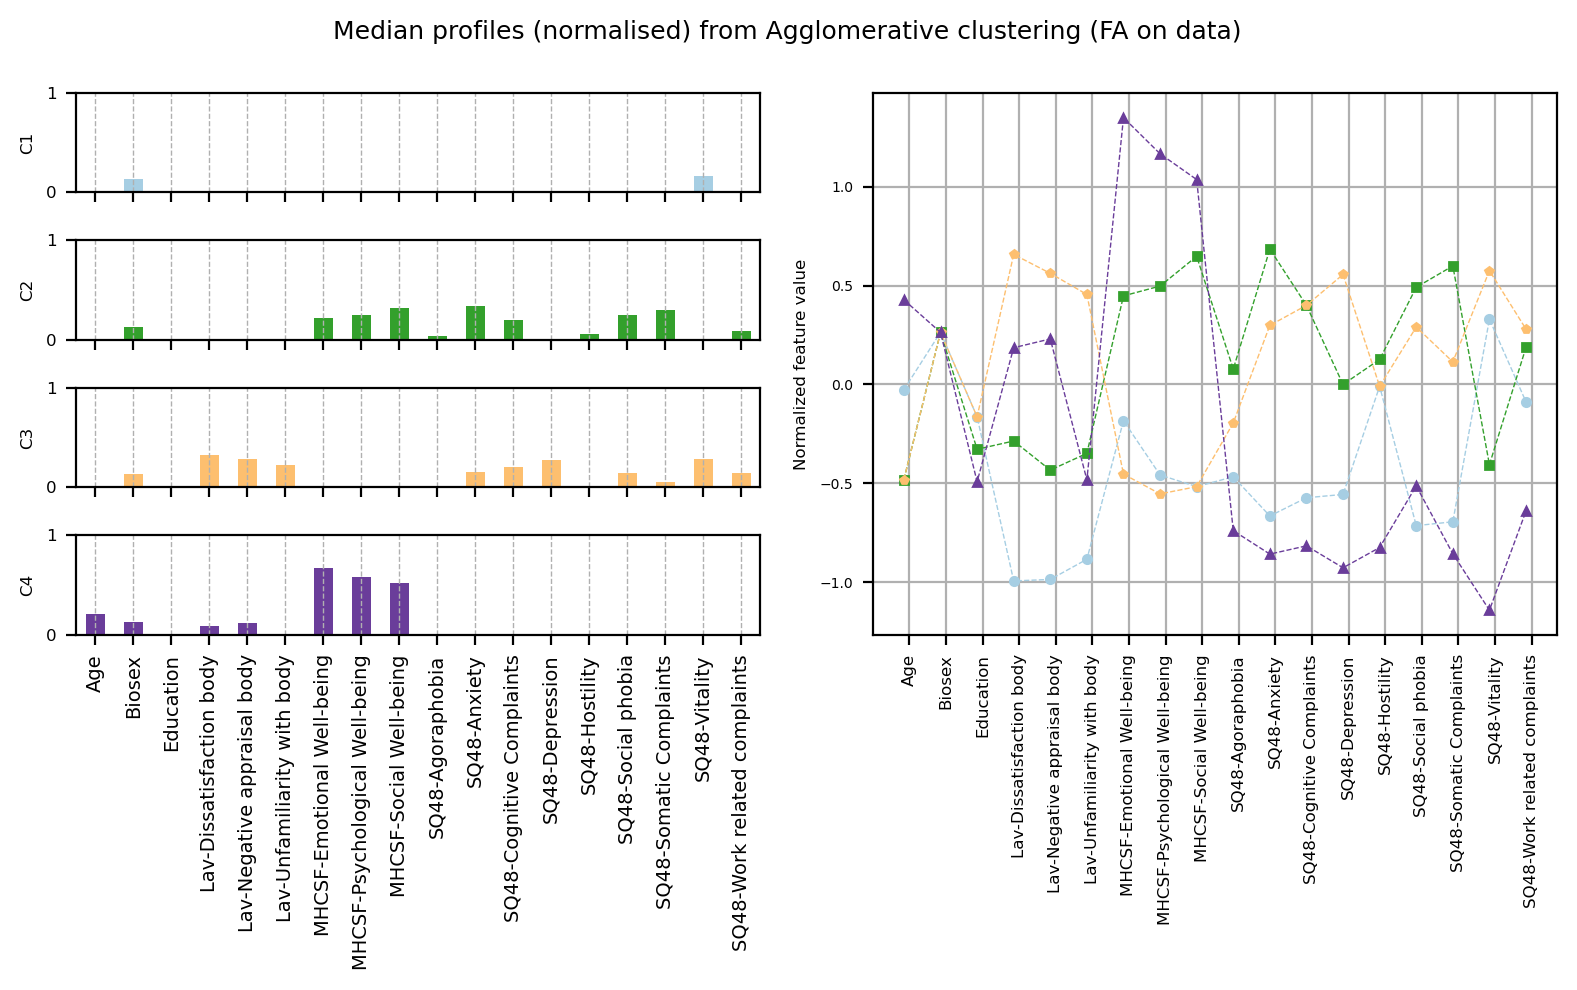 Median profiles (normalised) from Agglomerative clustering (FA on data)
1
C1
0
1
C2
0
1
C3
0
1
C4
0
Age
Biosex
Education
Lav-Dissatisfaction body
Lav-Negative appraisal body
Lav-Unfamiliarity with body
MHCSF-Emotional Well-being
MHCSF-Psychological Well-being
MHCSF-Social Well-being
SQ48-Agoraphobia
SQ48-Anxiety
SQ48-Cognitive Complaints
SQ48-Depression
SQ48-Hostility
SQ48-Social phobia
SQ48-Somatic Complaints
SQ48-Vitality
SQ48-Work related complaints
Normalized feature value
1.0
0.5
0.0
−0.5
−1.0
Age
Biosex
Education
Lav-Dissatisfaction body
Lav-Negative appraisal body
Lav-Unfamiliarity with body
MHCSF-Emotional Well-being
MHCSF-Psychological Well-being
MHCSF-Social Well-being
SQ48-Agoraphobia
SQ48-Anxiety
SQ48-Cognitive Complaints
SQ48-Depression
SQ48-Hostility
SQ48-Social phobia
SQ48-Somatic Complaints
SQ48-Vitality
SQ48-Work related complaints